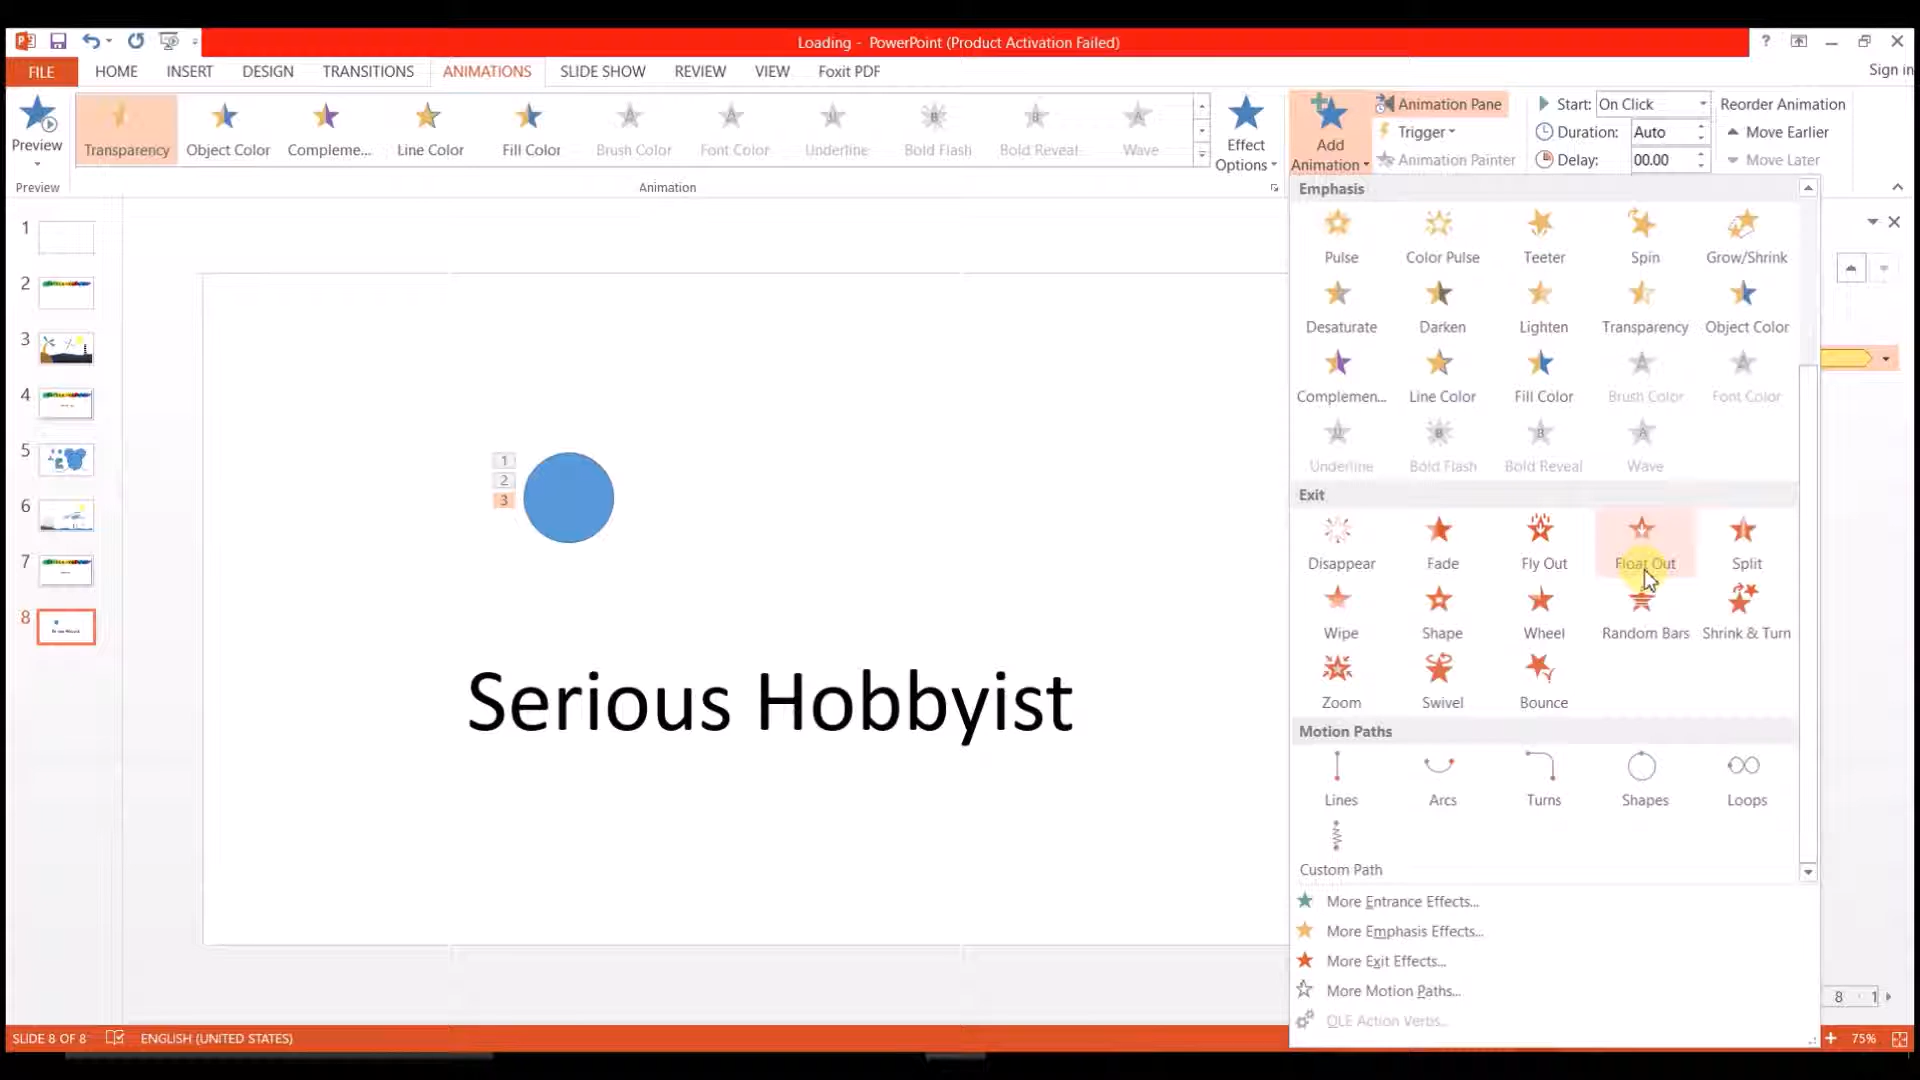 Loading - PowerPoint (Product Activation Failed)
?
FILE HOME INSERT DESIGN TRANSITIONS ANIMATIONS SLIDE SHOW REVIEW VIEW Foxit PDF Sign in
Preview
Transparency Object Color Compleme... Line Color Fill Color Brush Color Font Color Underline Bold Flash Bold Reveal Wave
Effect Options
Add Animation
Animation Pane
Trigger
Animation Painter
Start: On Click
Duration: Auto
Delay: 00.00
Reorder Animation
Move Earlier
Move Later
Preview
Animation
Emphasis
Pulse Color Pulse Teeter Spin Grow/Shrink
Desaturate Darken Lighten Transparency Object Color
Complemen... Line Color Fill Color Brush Color Font Color
Underline Bold Flash Bold Reveal Wave
Exit
Disappear Fade Fly Out Float Out Split
Wipe Shape Wheel Random Bars Shrink & Turn
Zoom Swivel Bounce
Motion Paths
Lines Arcs Turns Shapes Loops
Custom Path
More Entrance Effects...
More Emphasis Effects...
More Exit Effects...
More Motion Paths...
OLE Action Verbs...
1
2
3
4
5
6
7
8
1
2
3
Serious Hobbyist
8 1
SLIDE 8 OF 8 ENGLISH (UNITED STATES)
75%